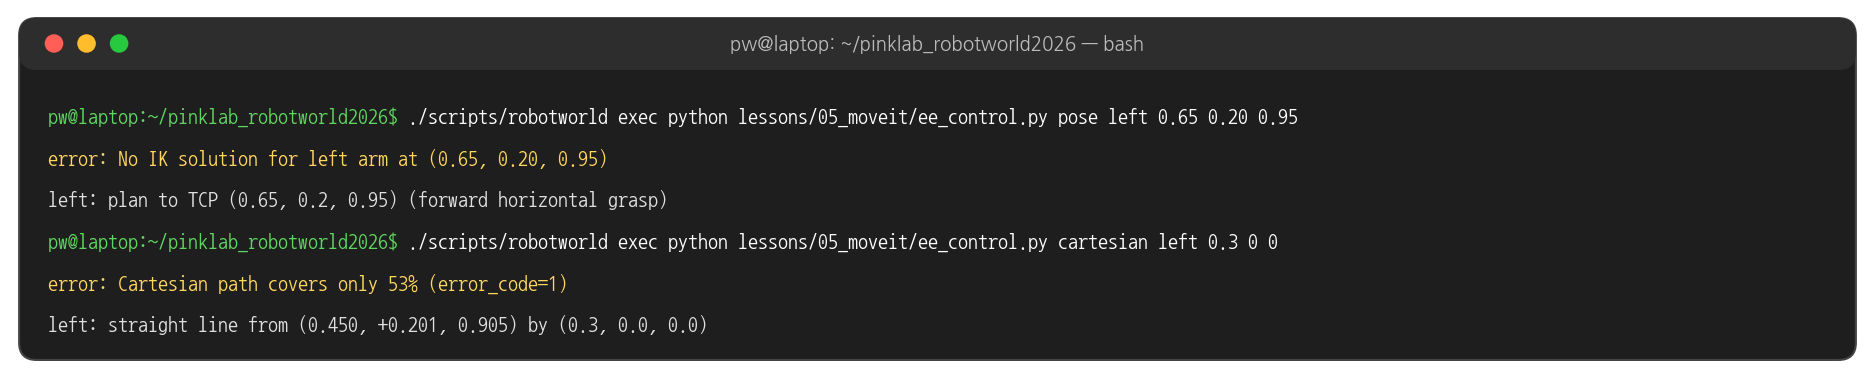 pw@laptop: ~/pinklab_robotworld2026 — bash
pw@laptop:~/pinklab_robotworld2026$ ./scripts/robotworld exec python lessons/05_moveit/ee_control.py pose left 0.65 0.20 0.95
error: No IK solution for left arm at (0.65, 0.20, 0.95)
left: plan to TCP (0.65, 0.2, 0.95) (forward horizontal grasp)
pw@laptop:~/pinklab_robotworld2026$ ./scripts/robotworld exec python lessons/05_moveit/ee_control.py cartesian left 0.3 0 0
error: Cartesian path covers only 53% (error_code=1)
left: straight line from (0.450, +0.201, 0.905) by (0.3, 0.0, 0.0)